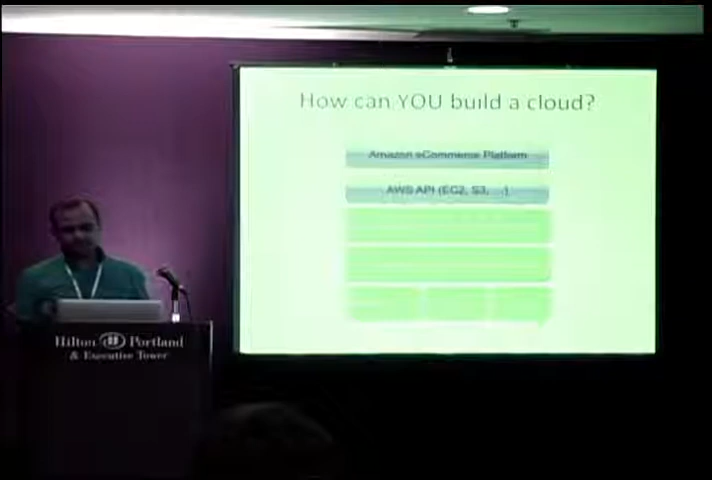 How can YOU build a cloud?
Amazon eCommerce Platform
AWS API (EC2, S3, ...)
Hilton Portland
& Executive Tower